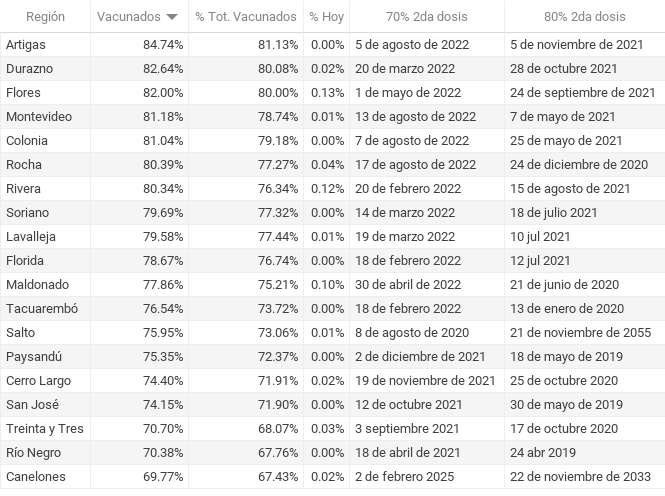 Región Vacunados % Tot. Vacunados % Hoy 70% 2da dosis 80% 2da dosis
Artigas 84.74% 81.13% 0.00% 5 de agosto de 2022 5 de noviembre de 2021
Durazno 82.64% 80.08% 0.02% 20 de marzo 2022 28 de octubre 2021
Flores 82.00% 80.00% 0.13% 1 de mayo de 2022 24 de septiembre de 2021
Montevideo 81.18% 78.74% 0.01% 13 de agosto de 2022 7 de mayo de 2021
Colonia 81.04% 79.18% 0.00% 7 de agosto de 2022 25 de mayo de 2021
Rocha 80.39% 77.27% 0.04% 17 de agosto de 2022 24 de diciembre de 2020
Rivera 80.34% 76.34% 0.12% 20 de febrero 2022 15 de agosto de 2021
Soriano 79.69% 77.32% 0.00% 14 de marzo 2022 18 de julio 2021
Lavalleja 79.58% 77.44% 0.01% 19 de marzo 2022 10 jul 2021
Florida 78.67% 76.74% 0.00% 18 de febrero 2022 12 jul 2021
Maldonado 77.86% 75.21% 0.10% 30 de abril de 2022 21 de junio de 2020
Tacuarembó 76.54% 73.72% 0.00% 18 de febrero 2022 13 de enero de 2020
Salto 75.95% 73.06% 0.01% 8 de agosto de 2020 21 de noviembre de 2055
Paysandú 75.35% 72.37% 0.00% 2 de diciembre de 2021 18 de mayo de 2019
Cerro Largo 74.40% 71.91% 0.02% 19 de noviembre de 2021 25 de octubre 2020
San José 74.15% 71.90% 0.00% 12 de octubre 2021 30 de mayo de 2019
Treinta y Tres 70.70% 68.07% 0.03% 3 septiembre 2021 17 de octubre 2020
Río Negro 70.38% 67.76% 0.00% 18 de abril de 2021 24 abr 2019
Canelones 69.77% 67.43% 0.02% 2 de febrero 2025 22 de noviembre de 2033